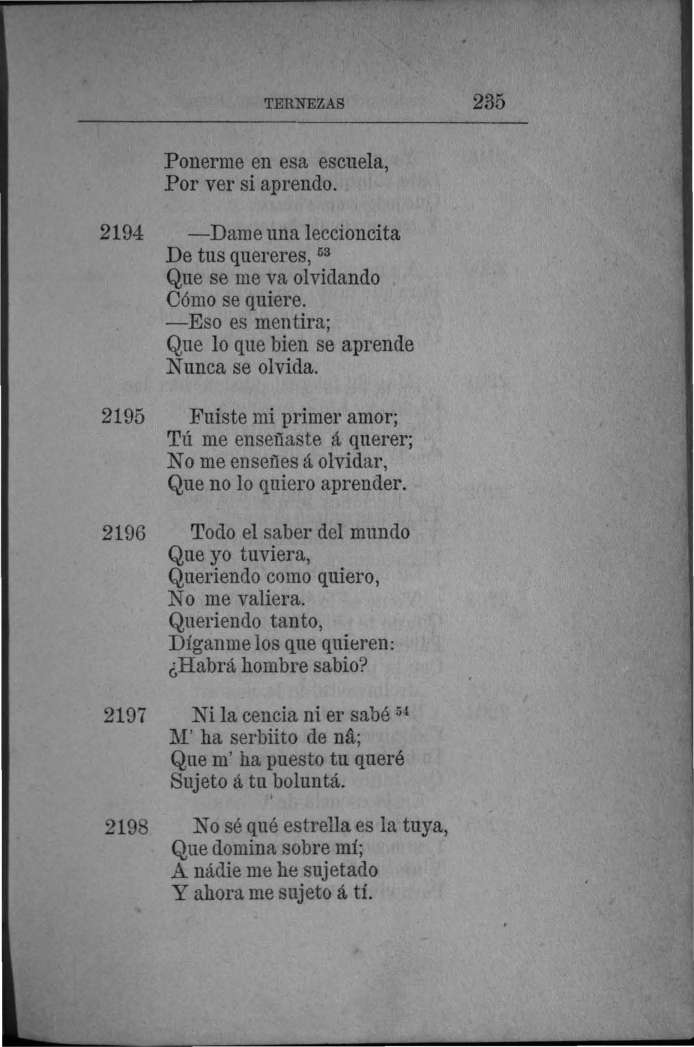 TERNEZAS 235
Ponerme en esa escuela,
Por ver si aprendo.
2194 —Dame una leccioncita
De tus quereres, 53
Que se me va olvidando
Cómo se quiere.
—Eso es mentira;
Que lo que bien se aprende
Nunca se olvida.
2195 Fuiste mi primer amor;
Tú me enseñaste á querer;
No me enseñes á olvidar,
Que no lo quiero aprender.
2196 Todo el saber del mundo
Que yo tuviera,
Queriendo como quiero,
No me valiera.
Queriendo tanto,
Díganme los que quieren:
¿Habrá hombre sabio?
2197 Ni la cencia ni er sabé 54
M' ha serbiito de nâ;
Que m' ha puesto tu queré
Sujeto á tu boluntá.
2198 No sé qué estrella es la tuya,
Que domina sobre mí;
A nádie me he sujetado
Y ahora me sujeto á tí.